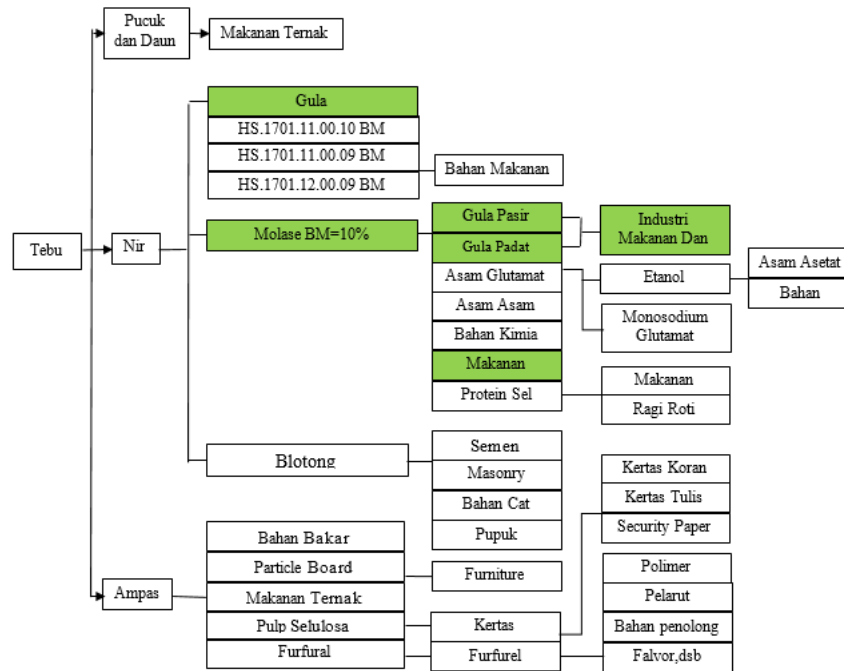 Pucuk
dan Daun
Makanan Ternak
Gula
HS.1701.11.00.10 BM
HS.1701.11.00.09 BM
HS.1701.12.00.09 BM
Bahan Makanan
Tebu
Nir
Molase BM=10%
Gula Pasir
Gula Padat
Asam Glutamat
Asam Asam
Bahan Kimia
Makanan
Protein Sel
Industri
Makanan Dan
Etanol
Asam Asetat
Bahan
Monosodium
Glutamat
Makanan
Ragi Roti
Blotong
Semen
Masonry
Bahan Cat
Pupuk
Kertas Koran
Kertas Tulis
Security Paper
Ampas
Bahan Bakar
Particle Board
Makanan Ternak
Pulp Selulosa
Furfural
Furniture
Kertas
Furfurel
Polimer
Pelarut
Bahan penolong
Falvor,dsb